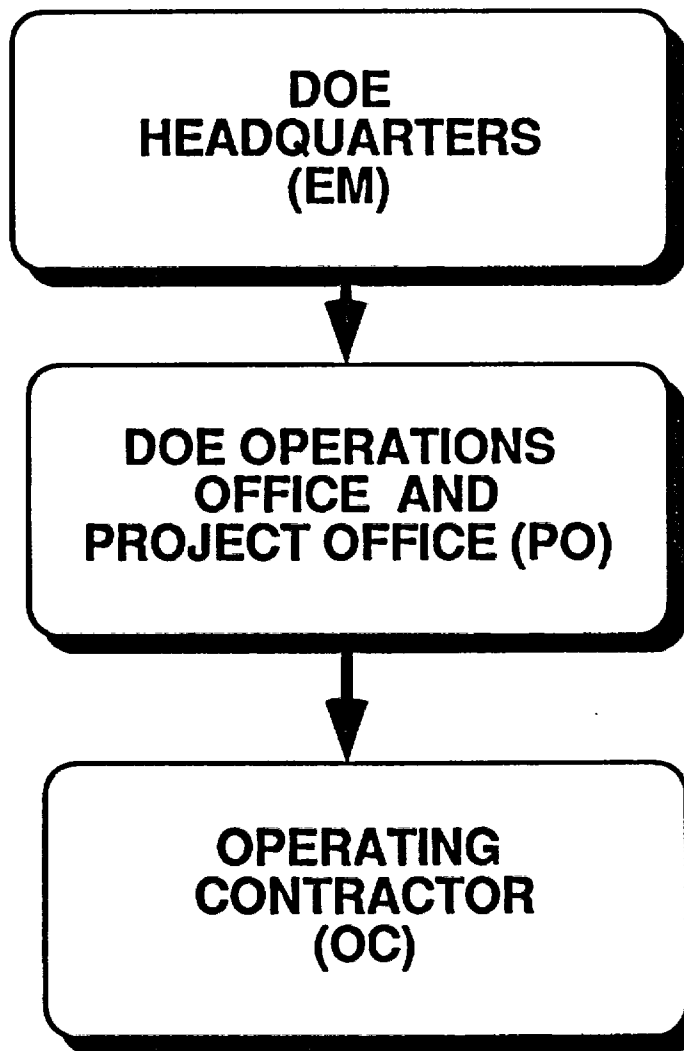 DOE
HEADQUARTERS
(EM)
DOE OPERATIONS
OFFICE AND
PROJECT OFFICE (PO)
OPERATING
CONTRACTOR
(OC)